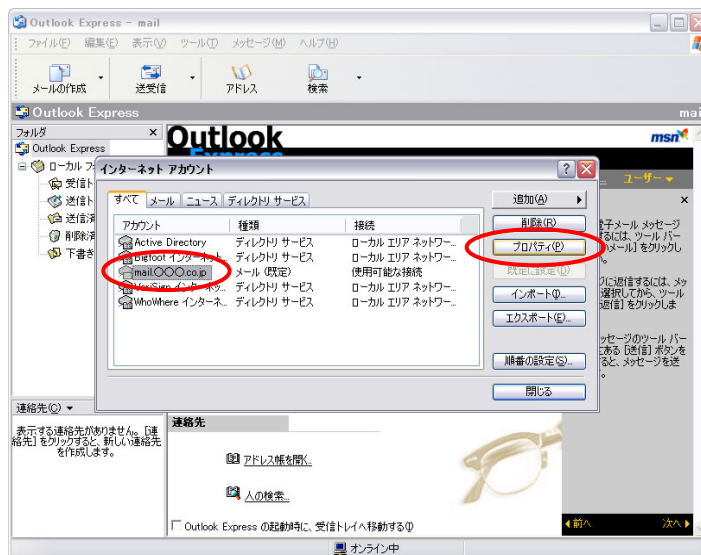 Outlook Express - mail
ファイル(F) 編集(E) 表示(V) ツール(T) メッセージ(M) ヘルプ(H)
メールの作成 送受信 アドレス 検索
Outlook Express mai
フォルダ ×
Outlook Express
msn
Outlook
Express
ユーザー
ローカル フ
受信ト
送信ト
送信済
削除済
下書き
インターネット アカウント
すべて メール ニュース ディレクトリ サービス
追加(A)
アカウント 種類 接続
削除(R)
Active Directory ディレクトリ サービス ローカル エリア ネットワー...
プロパティ(P)
Bigfoot インターネット... ディレクトリ サービス ローカル エリア ネットワー...
mail.〇〇〇.co.jp メール (既定) 使用可能な接続
既定に設定(D)
VeriSign インターネッ... ディレクトリ サービス ローカル エリア ネットワー...
WhoWhere インターネ... ディレクトリ サービス ローカル エリア ネットワー...
インポート(I)...
エクスポート(E)...
順番の設定(S)...
閉じる
子メール メッセージ
するには、ツール バー
のメール] をクリックし
クに返信するには、メッ
選択してから、ツール
返信] をクリックしま
ッセージのツール バー
にある [送信] ボタンを
ると、メッセージを送
連絡先(C)
表示する連絡先がありません。[連
絡先] をクリックすると、新しい連絡先
を作成します。
連絡先
アドレス帳を開く...
人の検索...
Outlook Express の起動時に、受信トレイへ移動する(I)
前へ 次へ
オンライン中